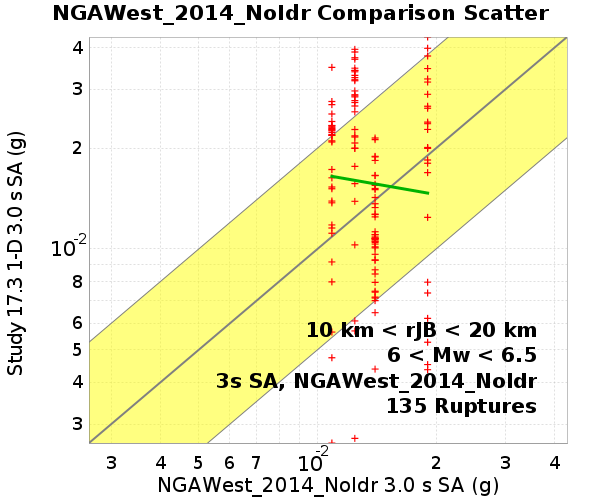 NGAWest_2014_NoIdr Comparison Scatter
4
3
2
10-2
8
6
5
4
3
Study 17.3 1-D 3.0 s SA (g)
10 km < rJB < 20 km
6 < Mw < 6.5
3s SA, NGAWest_2014_NoIdr
135 Ruptures
3 4 5 6 7 10-2 2 3 4
NGAWest_2014_NoIdr 3.0 s SA (g)